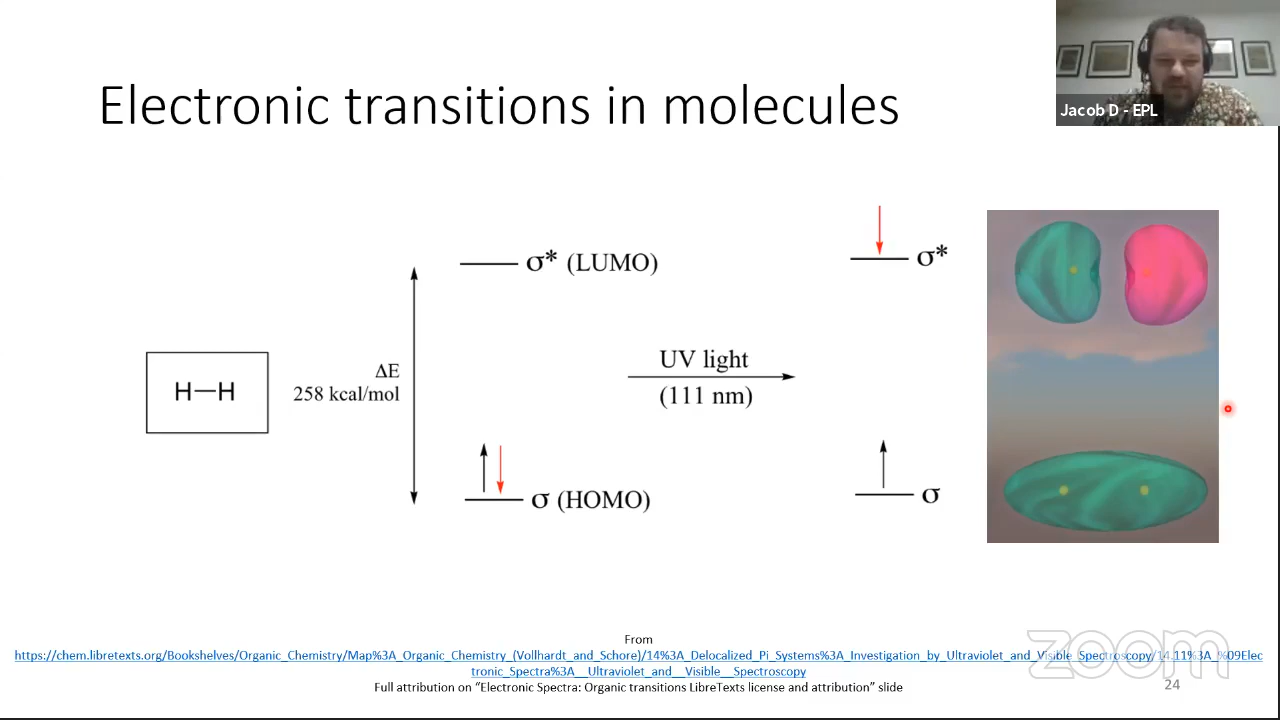 Electronic transitions in molecules
Jacob D - EPL
σ* (LUMO)
σ*
H—H
ΔE
258 kcal/mol
UV light
(111 nm)
σ (HOMO)
σ
From
https://chem.libretexts.org/Bookshelves/Organic_Chemistry/Map%3A_Organic_Chemistry_(Vollhardt_and_Schore)/14%3A_Delocalized_Pi_Systems%3A_Investigation_by_Ultraviolet_and_Visible_Spectroscopy/14.11%3A_%09Elec
tronic_Spectra%3A__Ultraviolet_and__Visible__Spectroscopy
Full attribution on “Electronic Spectra: Organic transitions LibreTexts license and attribution” slide
zoom
24